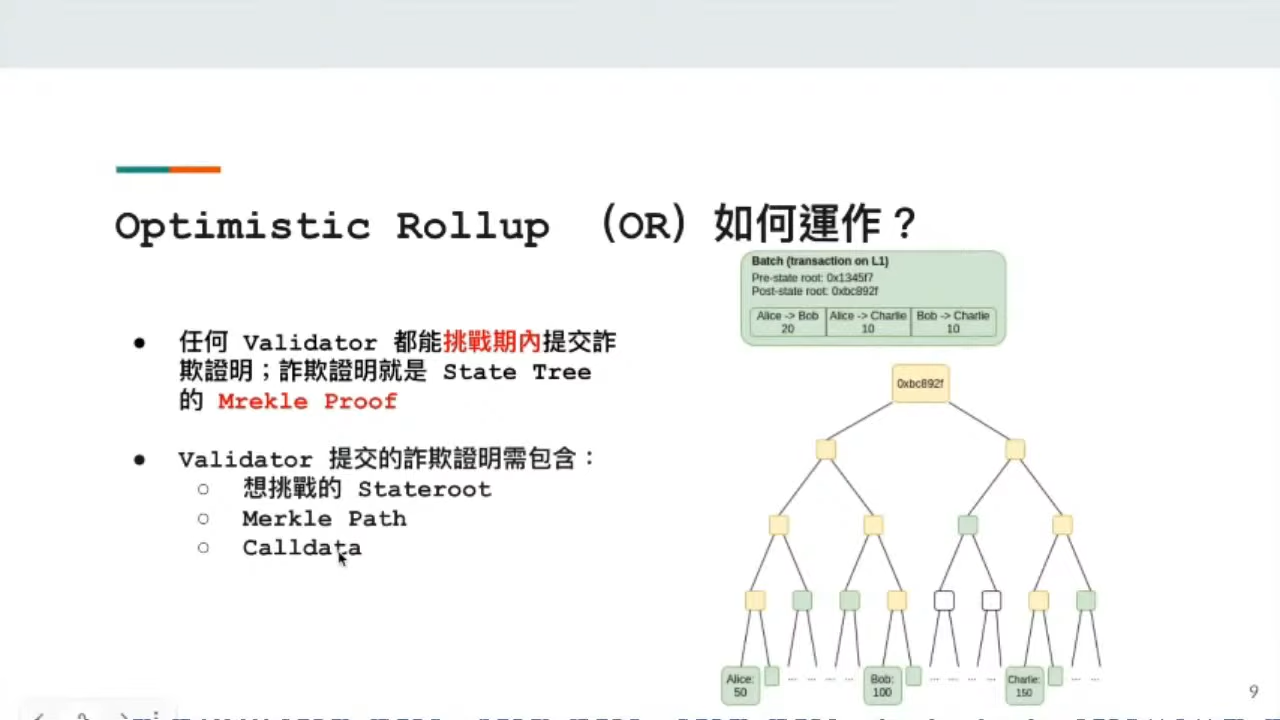 Optimistic Rollup （OR）如何運作？
Batch (transaction on L1)
Pre-state root: 0x1345f7
Post-state root: 0xbc892f
Alice -> Bob
20
Alice -> Charlie
10
Bob -> Charlie
10
● 任何 Validator 都能挑戰期內提交詐
欺證明；詐欺證明就是 State Tree
的 Mrekle Proof
● Validator 提交的詐欺證明需包含：
○ 想挑戰的 Stateroot
○ Merkle Path
○ Calldata
0xbc892f
Alice:
50
Bob:
100
Charlie:
150
9